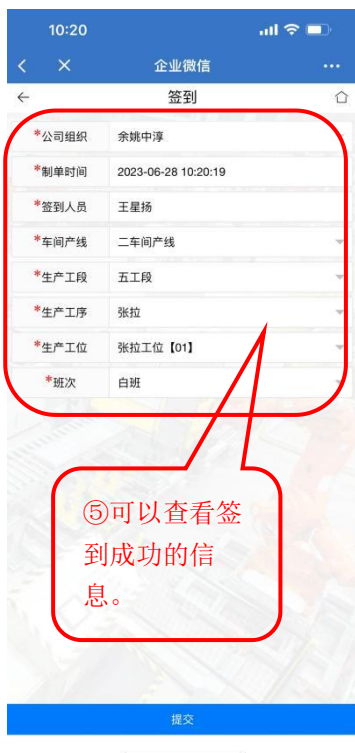 10:20
企业微信
签到
*公司组织 余姚中淳
*制单时间 2023-06-28 10:20:19
*签到人员 王星扬
*车间产线 二车间产线
*生产工段 五工段
*生产工序 张拉
*生产工位 张拉工位【01】
*班次 白班
⑤可以查看签
到成功的信
息。
提交